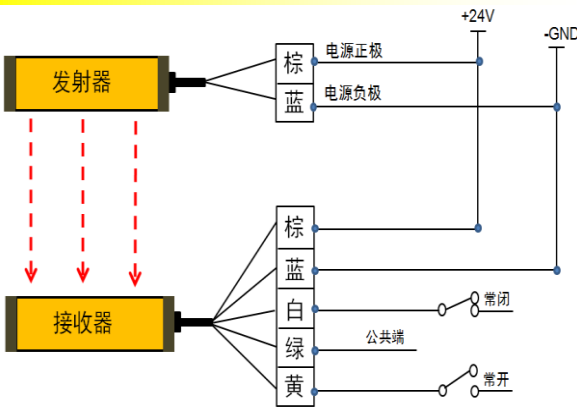 +24V
-GND
发射器
棕
电源正极
蓝
电源负极
棕
蓝
接收器
白
常闭
绿
公共端
黄
常开